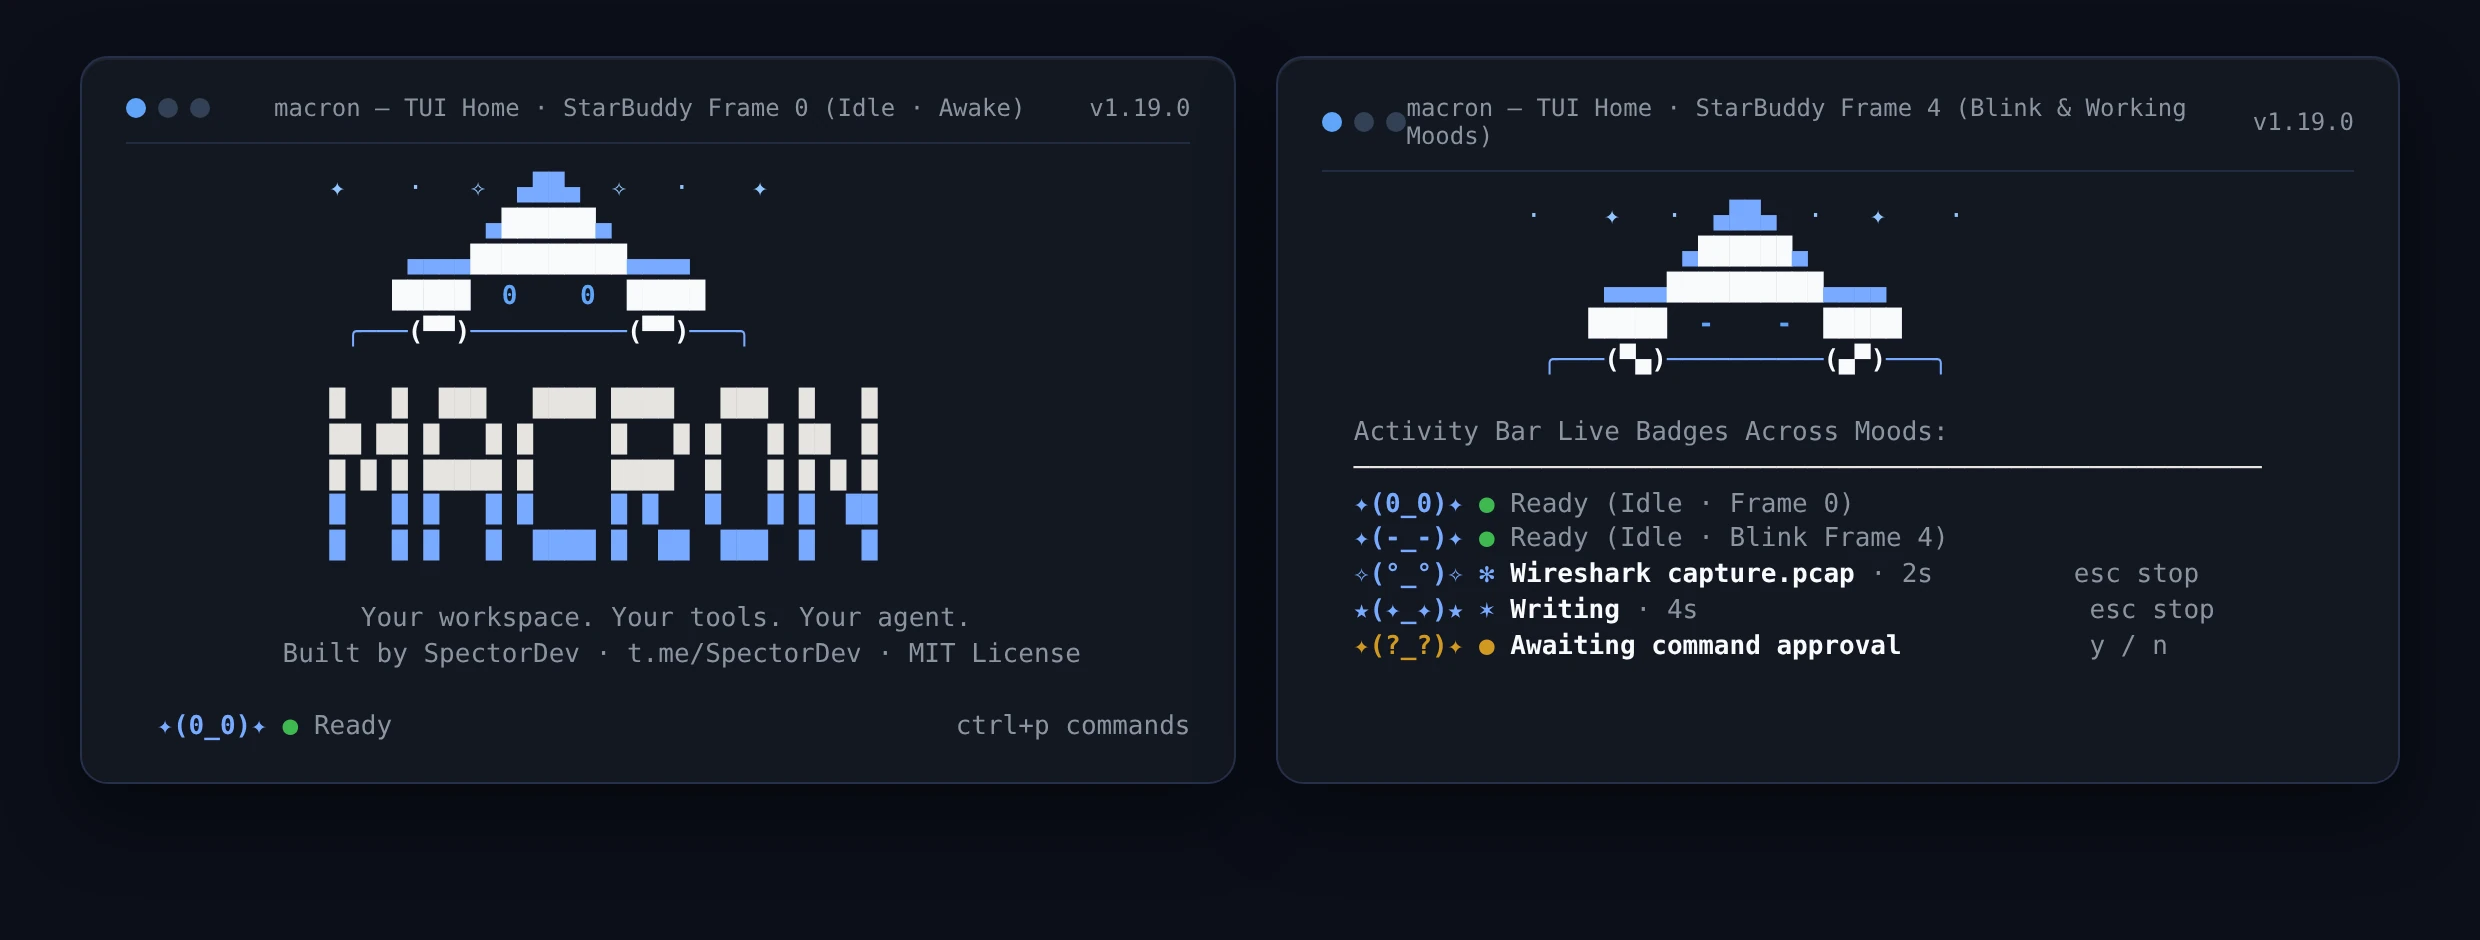 macron — TUI Home · StarBuddy Frame 0 (Idle · Awake) v1.19.0
0 0
MACRON
Your workspace. Your tools. Your agent.
Built by SpectorDev · t.me/SpectorDev · MIT License
✦(0_0)✦ ● Ready ctrl+p commands
macron — TUI Home · StarBuddy Frame 4 (Blink & Working
Moods) v1.19.0
- -
Activity Bar Live Badges Across Moods:
✦(0_0)✦ ● Ready (Idle · Frame 0)
✦(-_-)✦ ● Ready (Idle · Blink Frame 4)
✧(°_°)✧ ✻ Wireshark capture.pcap · 2s esc stop
★(✦_✦)★ ✶ Writing · 4s esc stop
✦(?_?)✦ ● Awaiting command approval y / n